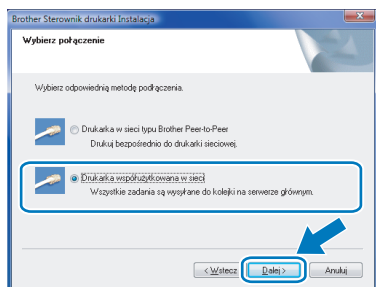 Brother Sterownik drukarki Instalacja
Wybierz połączenie
Wybierz odpowiednią metodę podłączenia.
Drukarka w sieci typu Brother Peer-to-Peer
Drukuj bezpośrednio do drukarki sieciowej.
Drukarka współużytkowana w sieci
Wszystkie zadania są wysyłane do kolejki na serwerze głównym.
< Wstecz Dalej > Anuluj